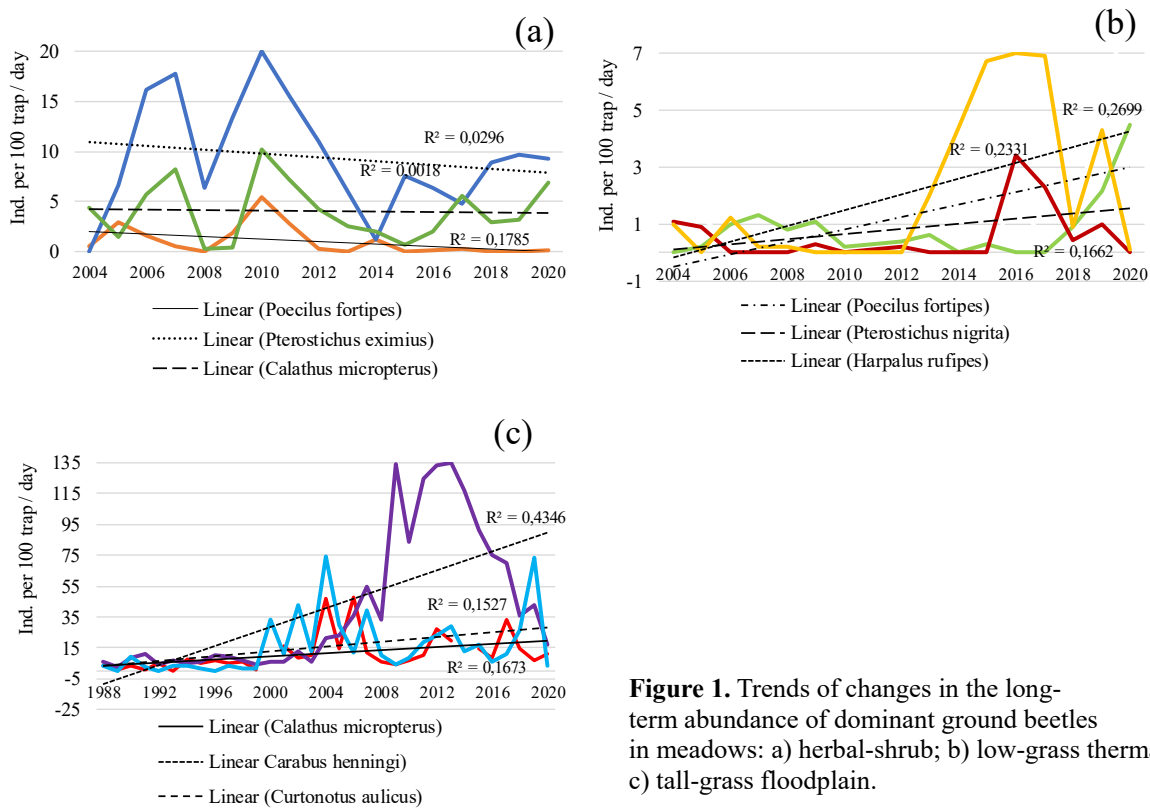 (a)
Ind. per 100 trap / day
20
15
10
5
0
R² = 0,0296
0,0018
R² = 0,1785
2004 2006 2008 2010 2012 2014 2016 2018 2020
Linear (Poecilus fortipes)
Linear (Pterostichus eximius)
Linear (Calathus micropterus)
(b)
Ind. per 100 trap / day
7
5
3
1
-1
R² = 0,2699
R² = 0,2331
R² = 0,1662
2004 2006 2008 2010 2012 2014 2016 2018 2020
Linear (Poecilus fortipes)
Linear (Pterostichus nigrita)
Linear (Harpalus rufipes)
(c)
Ind. per 100 trap / day
135
115
95
75
55
35
15
-5
-25
R² = 0,4346
R² = 0,1527
R² = 0,1673
1988 1992 1996 2000 2004 2008 2012 2016 2020
Linear (Calathus micropterus)
Linear Carabus henningi)
Linear (Curtonotus aulicus)
Figure 1. Trends of changes in the long-
term abundance of dominant ground beetles
in meadows: a) herbal-shrub; b) low-grass therma
c) tall-grass floodplain.